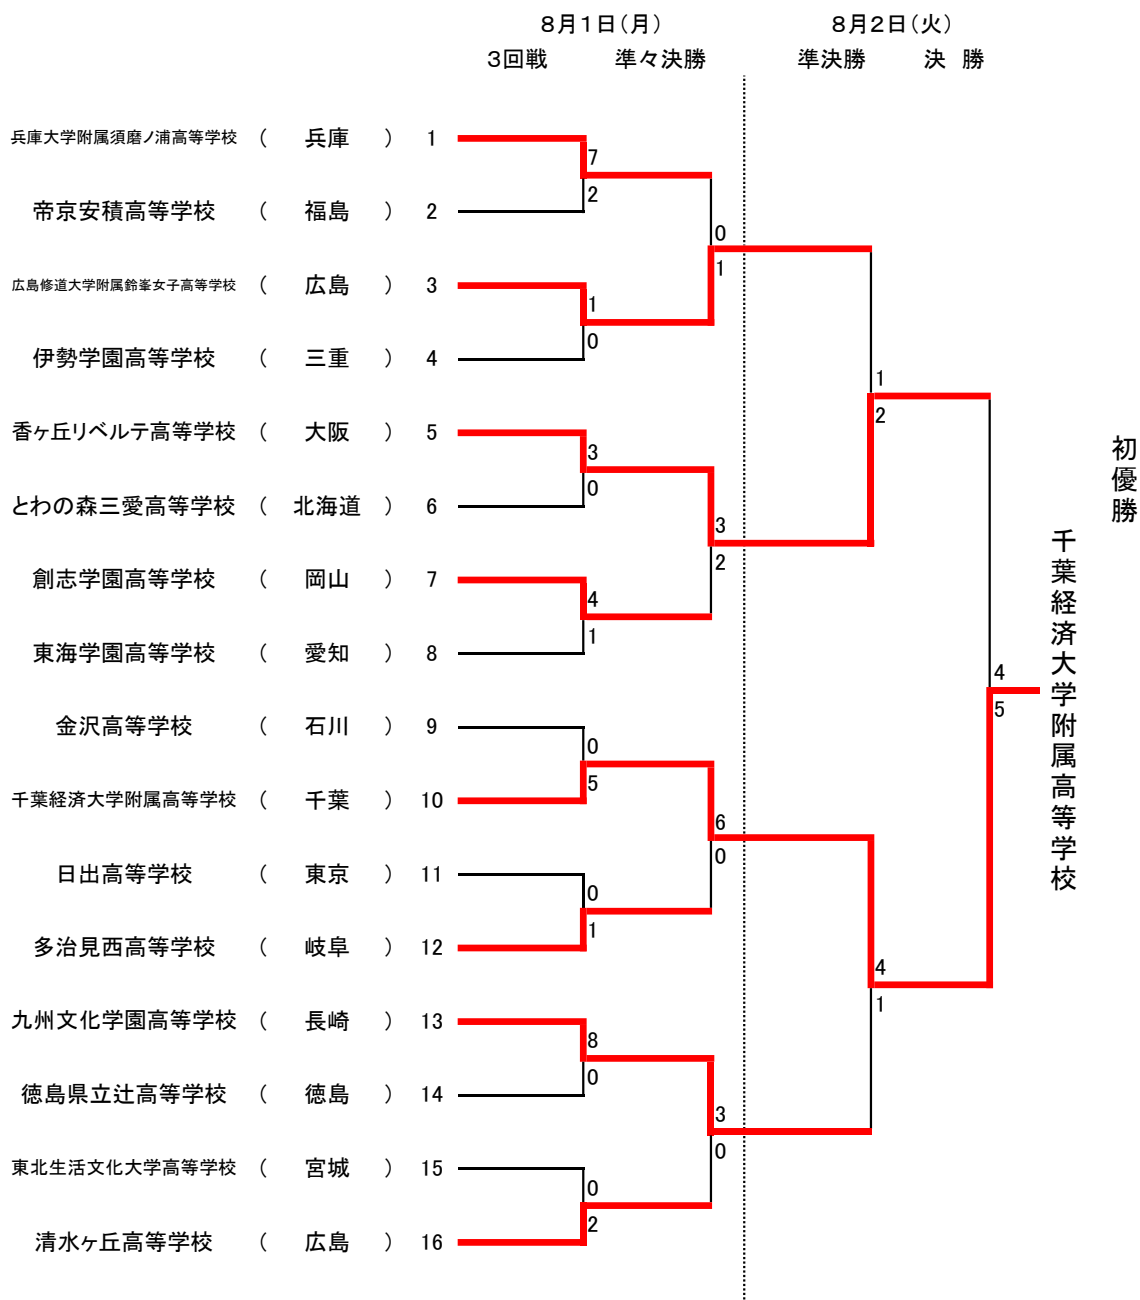 8月1日(月) 8月2日(火)
3回戦 準々決勝 準決勝 決 勝
兵庫大学附属須磨ノ浦高等学校 ( 兵庫 ) 1
7
2
帝京安積高等学校 ( 福島 ) 2
0
1
広島修道大学附属鈴峯女子高等学校 ( 広島 ) 3
1
0
伊勢学園高等学校 ( 三重 ) 4
1
2
香ヶ丘リベルテ高等学校 ( 大阪 ) 5
3
0
とわの森三愛高等学校 ( 北海道 ) 6
3
2
創志学園高等学校 ( 岡山 ) 7
4
1
東海学園高等学校 ( 愛知 ) 8
4
5
金沢高等学校 ( 石川 ) 9
0
5
千葉経済大学附属高等学校 ( 千葉 ) 10
6
0
日出高等学校 ( 東京 ) 11
0
1
多治見西高等学校 ( 岐阜 ) 12
4
1
九州文化学園高等学校 ( 長崎 ) 13
8
0
徳島県立辻高等学校 ( 徳島 ) 14
3
0
東北生活文化大学高等学校 ( 宮城 ) 15
0
2
清水ヶ丘高等学校 ( 広島 ) 16
初優勝
千葉経済大学附属高等学校